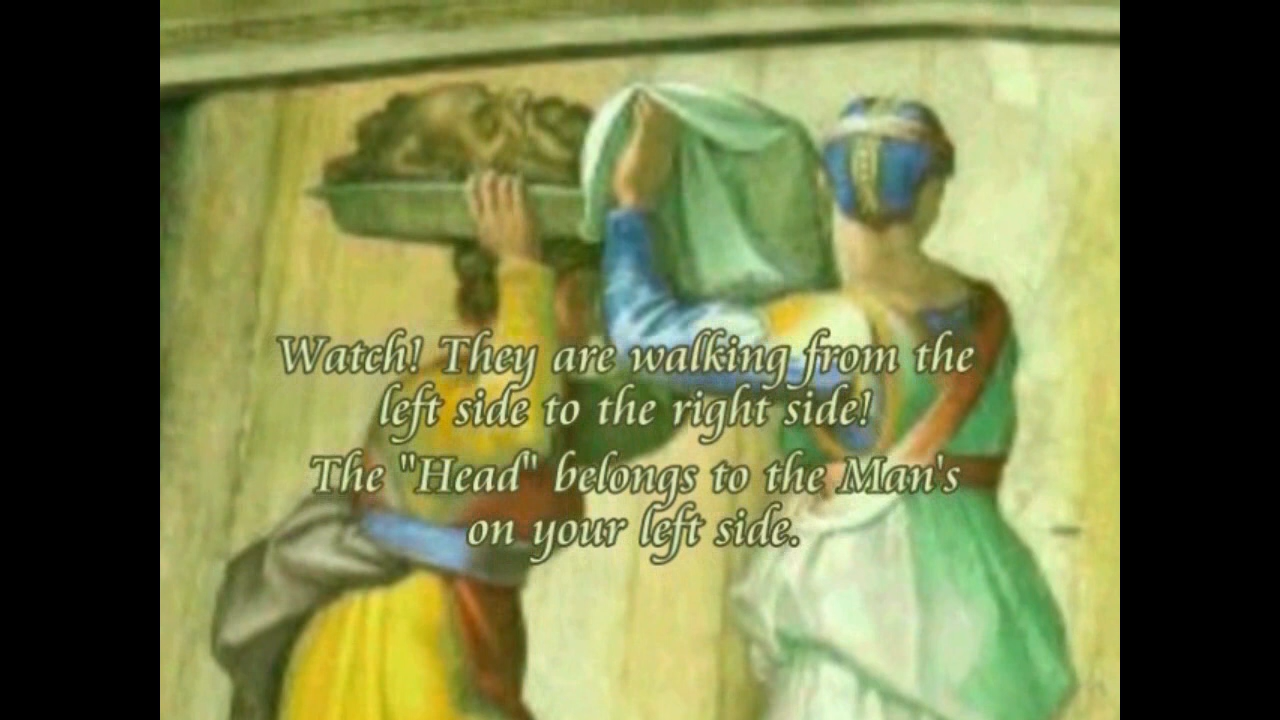 Watch! They are walking from the
left side to the right side!
The "Head" belongs to the Man's
on your left side.